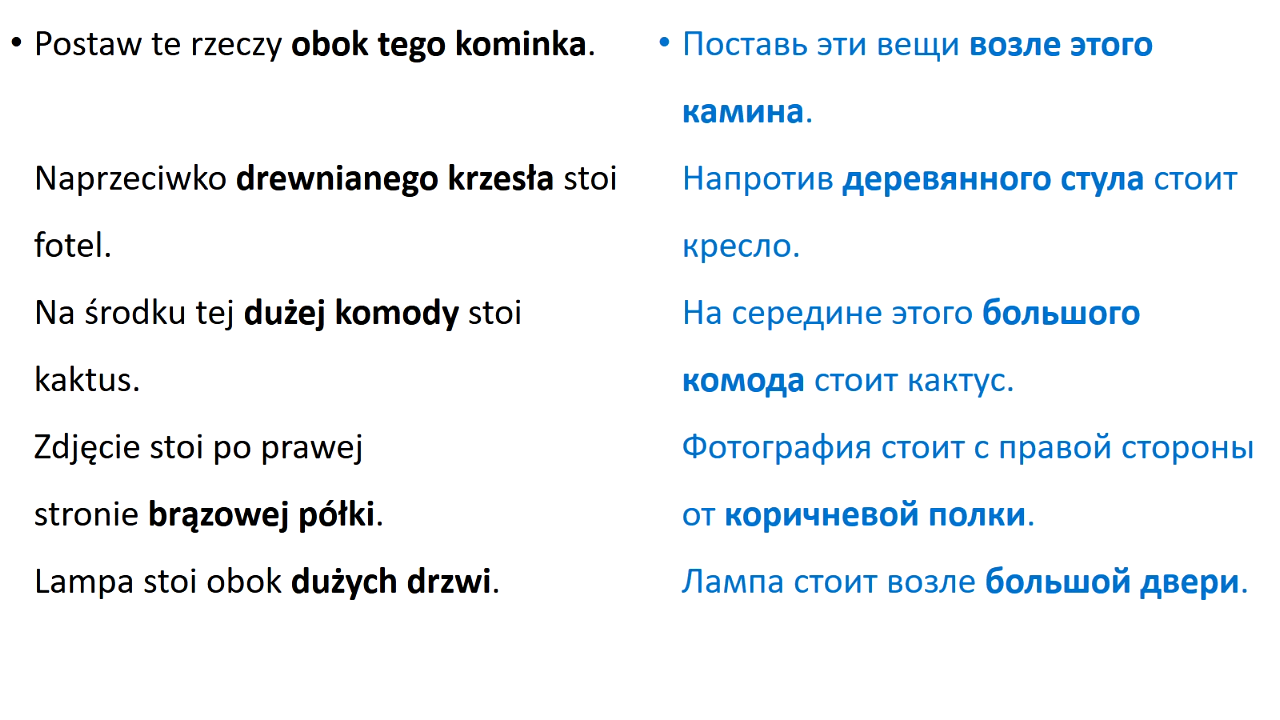 • Postaw te rzeczy obok tego kominka.
Naprzeciwko drewnianego krzesła stoi
fotel.
Na środku tej dużej komody stoi
kaktus.
Zdjęcie stoi po prawej
stronie brązowej półki.
Lampa stoi obok dużych drzwi.
• Поставь эти вещи возле этого
камина.
Напротив деревянного стула стоит
кресло.
На середине этого большого
комода стоит кактус.
Фотография стоит с правой стороны
от коричневой полки.
Лампа стоит возле большой двери.